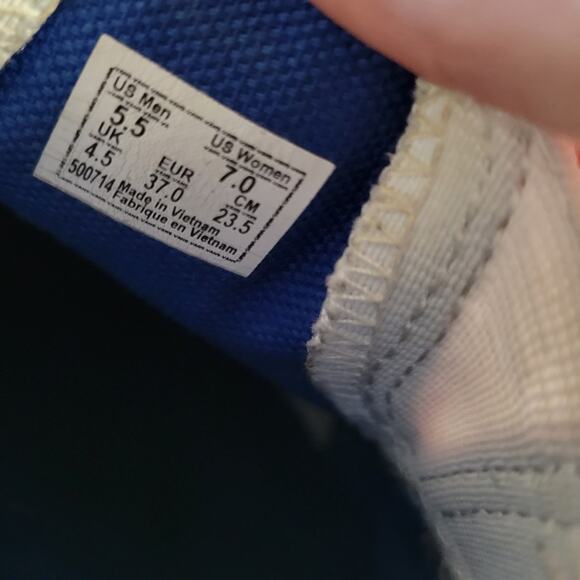 US Men US Women
5.5 7.0
UK EUR CM
4.5 37.0 23.5
500714 Made in Vietnam
Fabrique en Vietnam